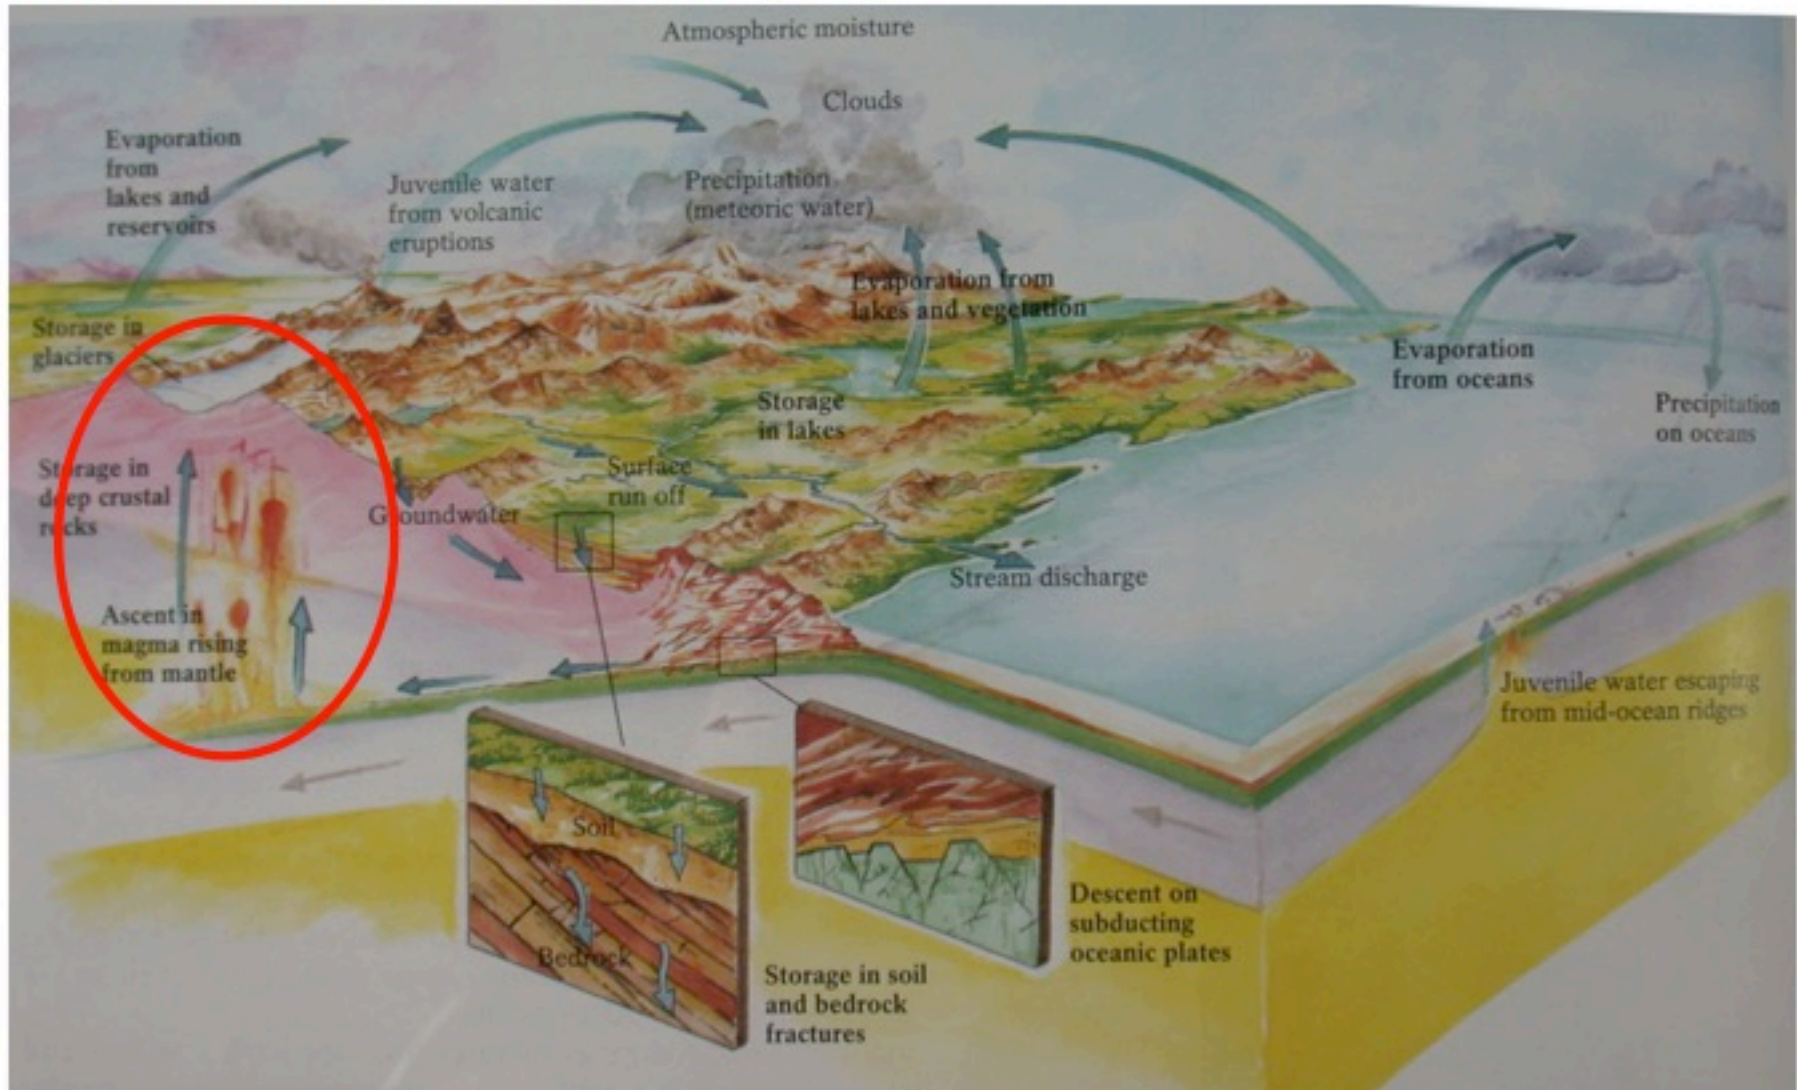 Atmospheric moisture
Clouds
Evaporation
from
lakes and
reservoirs
Juvenile water
from volcanic
eruptions
Precipitation
(meteoric water)
Evaporation from
lakes and vegetation
Storage in
glaciers
Evaporation
from oceans
Precipitation
on oceans
Storage
in lakes
Storage in
deep crustal
rocks
Surface
run off
Groundwater
Stream discharge
Ascent in
magma rising
from mantle
Juvenile water escaping
from mid-ocean ridges
Soil
Bedrock
Descent on
subducting
oceanic plates
Storage in soil
and bedrock
fractures